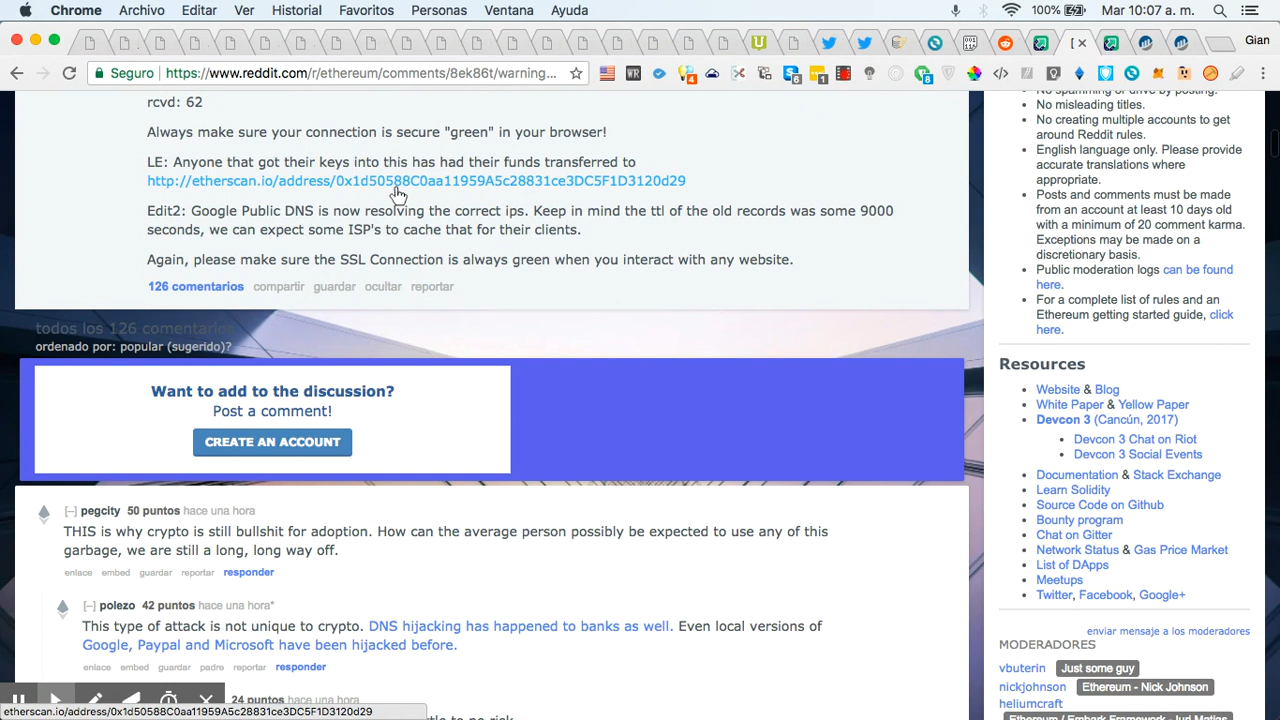 Chrome Archivo Editar Ver Historial Favoritos Personas Ventana Ayuda 100% Mar 10:07 a. m.
Gian
Seguro https://www.reddit.com/r/ethereum/comments/8ek86t/warning...
rcvd: 62
Always make sure your connection is secure "green" in your browser!
LE: Anyone that got their keys into this has had their funds transferred to
http://etherscan.io/address/0x1d50588C0aa11959A5c28831ce3DC5F1D3120d29
Edit2: Google Public DNS is now resolving the correct ips. Keep in mind the ttl of the old records was some 9000
seconds, we can expect some ISP's to cache that for their clients.
Again, please make sure the SSL Connection is always green when you interact with any website.
126 comentarios compartir guardar ocultar reportar
todos los 126 comentarios
ordenado por: popular (sugerido)?
Want to add to the discussion?
Post a comment!
CREATE AN ACCOUNT
[–] pegcity 50 puntos hace una hora
THIS is why crypto is still bullshit for adoption. How can the average person possibly be expected to use any of this
garbage, we are still a long, long way off.
enlace embed guardar reportar responder
[–] polezo 42 puntos hace una hora*
This type of attack is not unique to crypto. DNS hijacking has happened to banks as well. Even local versions of
Google, Paypal and Microsoft have been hijacked before.
enlace embed guardar padre reportar responder
24 puntos hace una hora
etherscan.io/address/0x1d50588C0aa11959A5c28831ce3DC5F1D3120d29
No spamming or drive by posting.
No misleading titles.
No creating multiple accounts to get
around Reddit rules.
English language only. Please provide
accurate translations where
appropriate.
Posts and comments must be made
from an account at least 10 days old
with a minimum of 20 comment karma.
Exceptions may be made on a
discretionary basis.
Public moderation logs can be found
here.
For a complete list of rules and an
Ethereum getting started guide, click
here.
Resources
Website & Blog
White Paper & Yellow Paper
Devcon 3 (Cancún, 2017)
Devcon 3 Chat on Riot
Devcon 3 Social Events
Documentation & Stack Exchange
Learn Solidity
Source Code on Github
Bounty program
Chat on Gitter
Network Status & Gas Price Market
List of DApps
Meetups
Twitter, Facebook, Google+
enviar mensaje a los moderadores
MODERADORES
vbuterin Just some guy
nickjohnson Ethereum - Nick Johnson
heliumcraft